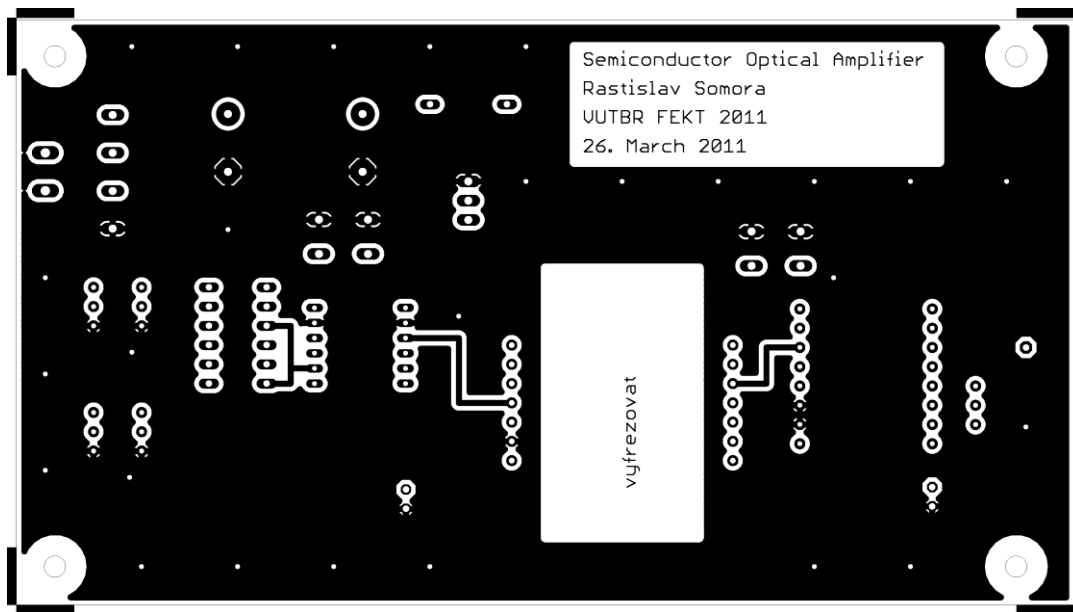 Semiconductor Optical Amplifier
Rastislav Somora
VUTBR FEKT 2011
26. March 2011
vyfrezovat